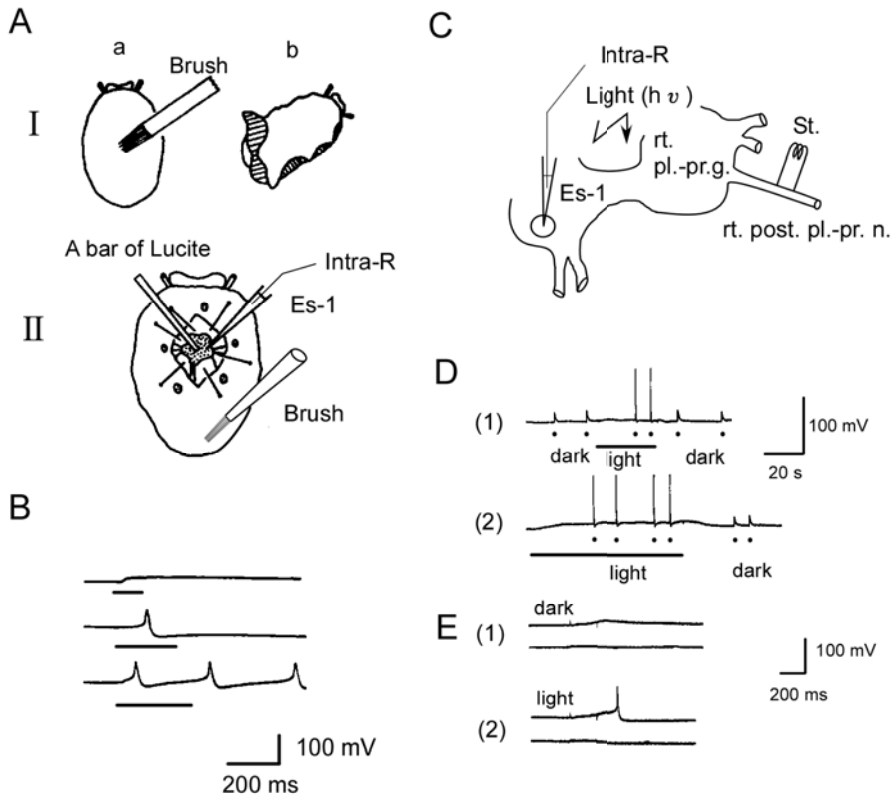 A
a
b
Brush
I
A bar of Lucite
Intra-R
Es-1
II
Brush
B
100 mV
200 ms
C
Intra-R
Light (h υ )
St.
rt.
pl.-pr.g.
Es-1
rt. post. pl.-pr. n.
D
(1)
100 mV
dark
light
dark
20 s
(2)
light
dark
E
dark
(1)
100 mV
200 ms
light
(2)